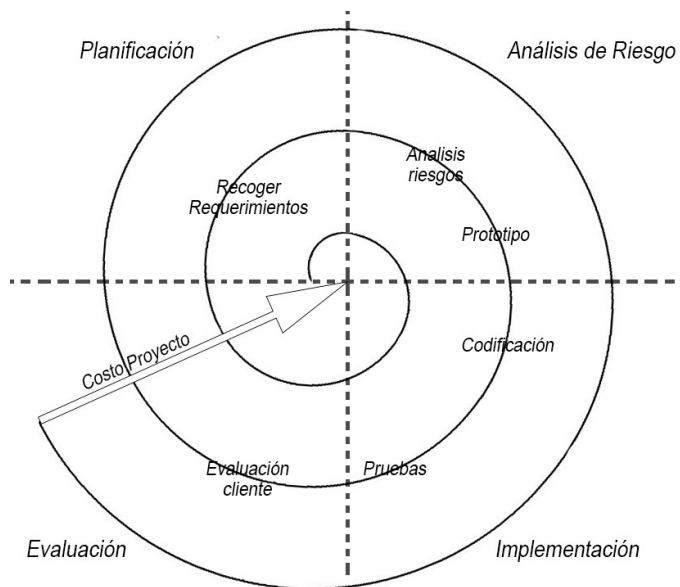 Planificación
Análisis de Riesgo
Analisis
riesgos
Recoger
Requerimientos
Prototipo
Costo Proyecto
Codificación
Evaluación
cliente
Pruebas
Evaluación
Implementación